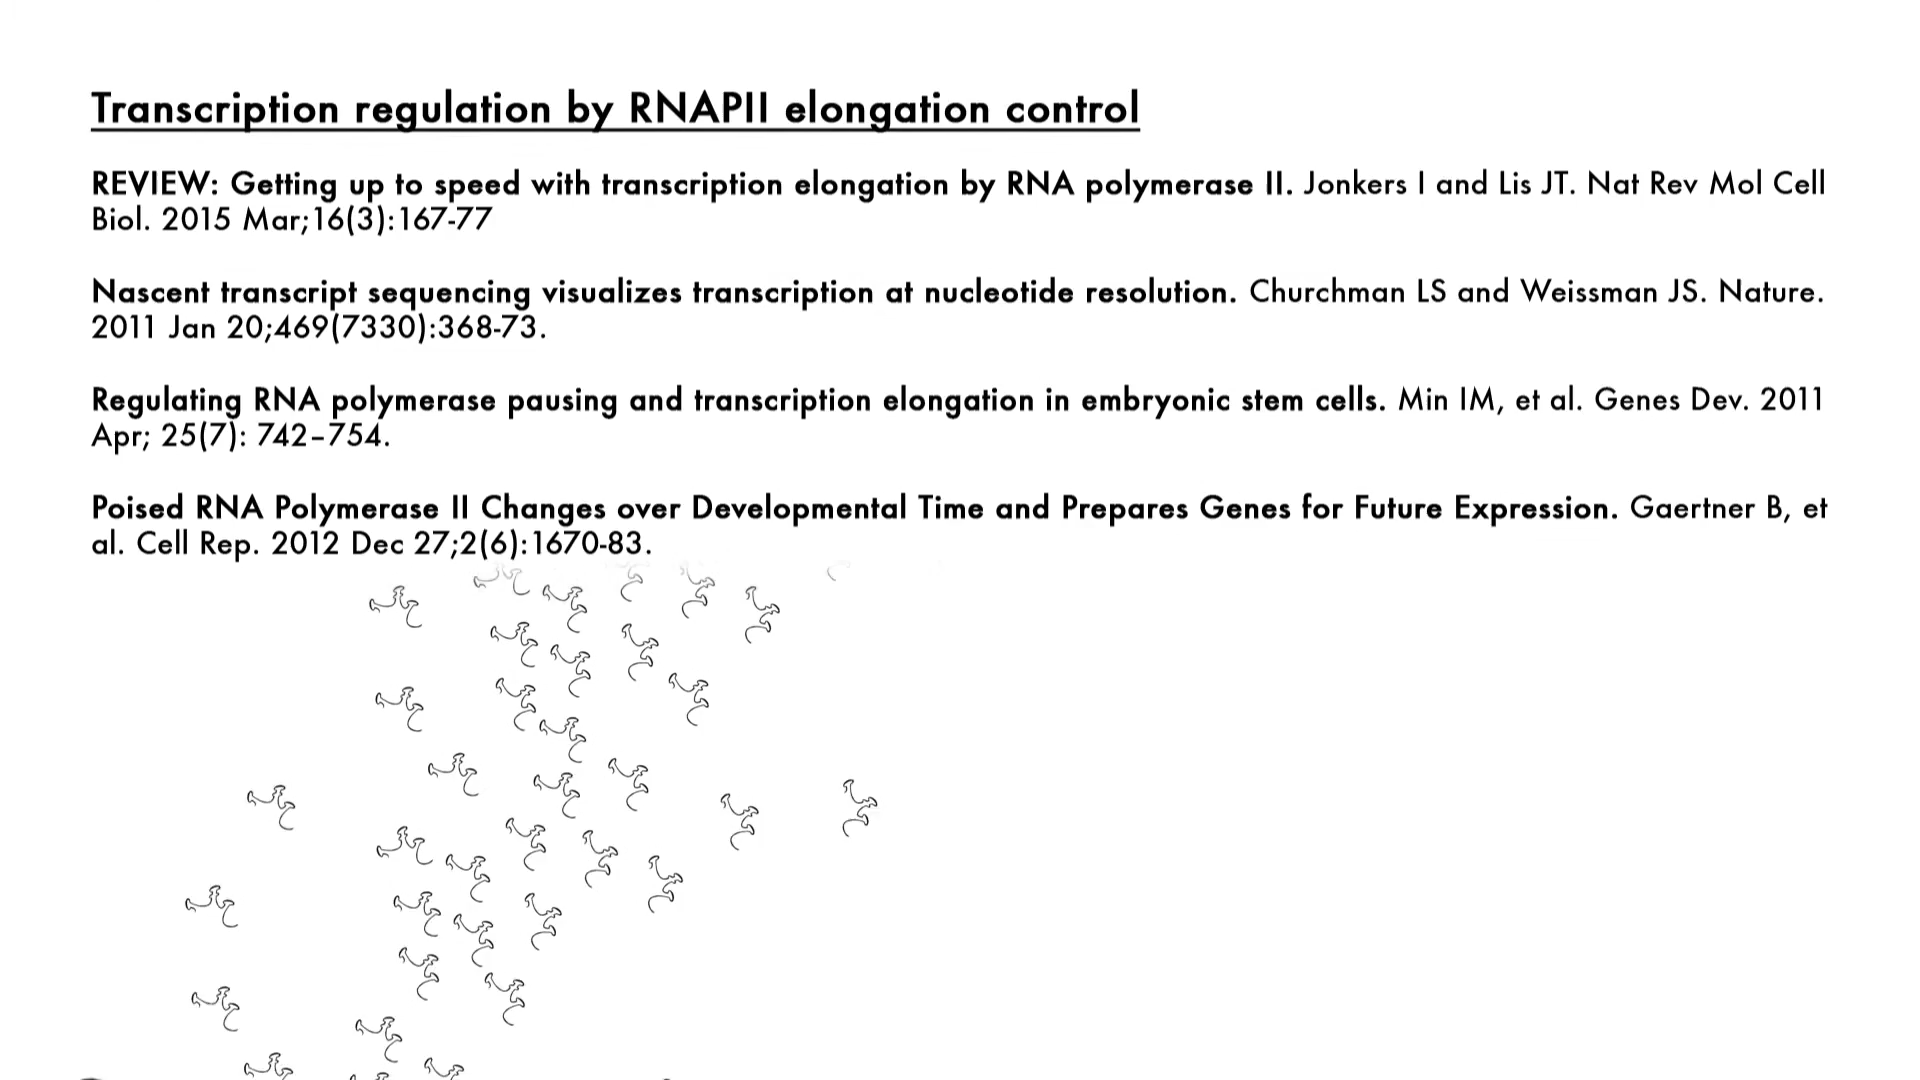 Transcription regulation by RNAPII elongation control
REVIEW: Getting up to speed with transcription elongation by RNA polymerase II. Jonkers I and Lis JT. Nat Rev Mol Cell
Biol. 2015 Mar;16(3):167-77
Nascent transcript sequencing visualizes transcription at nucleotide resolution. Churchman LS and Weissman JS. Nature.
2011 Jan 20;469(7330):368-73.
Regulating RNA polymerase pausing and transcription elongation in embryonic stem cells. Min IM, et al. Genes Dev. 2011
Apr; 25(7): 742–754.
Poised RNA Polymerase II Changes over Developmental Time and Prepares Genes for Future Expression. Gaertner B, et
al. Cell Rep. 2012 Dec 27;2(6):1670-83.